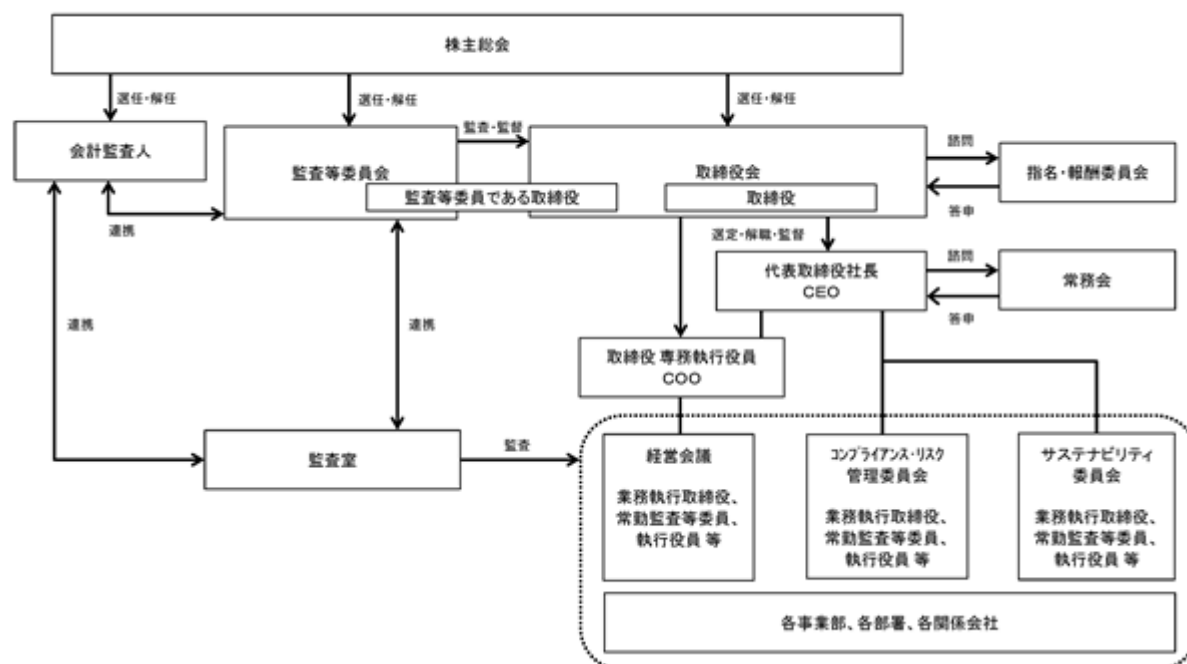 株主総会
選任・解任
選任・解任
選任・解任
会計監査人
監査等委員会
監査・監督
取締役会
諮問
指名・報酬委員会
監査等委員である取締役
取締役
答申
連携
選定・解職・監督
代表取締役社長
CEO
諮問
常務会
答申
連携
連携
取締役 専務執行役員
COO
監査室
監査
経営会議
業務執行取締役、
常勤監査等委員、
執行役員 等
コンプライアンス・リスク
管理委員会
業務執行取締役、
常勤監査等委員、
執行役員 等
サステナビリティ
委員会
業務執行取締役、
常勤監査等委員、
執行役員 等
各事業部、各部署、各関係会社